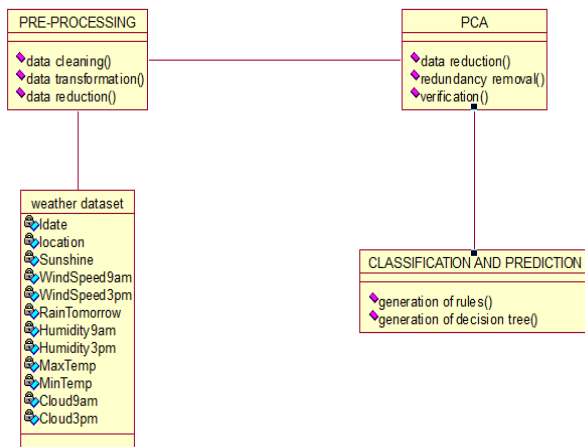 PRE-PROCESSING
data cleaning()
data transformation()
data reduction()
PCA
data reduction()
redundancy removal()
verification()
weather dataset
Idate
location
Sunshine
WindSpeed9am
WindSpeed3pm
RainTomorrow
Humidity9am
Humidity3pm
MaxTemp
MinTemp
Cloud9am
Cloud3pm
CLASSIFICATION AND PREDICTION
generation of rules()
generation of decision tree()